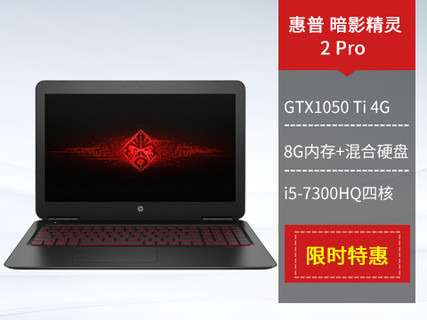 惠普 暗影精灵
2 Pro
GTX1050 Ti 4G
8G内存+混合硬盘
i5-7300HQ四核
限时特惠
hp